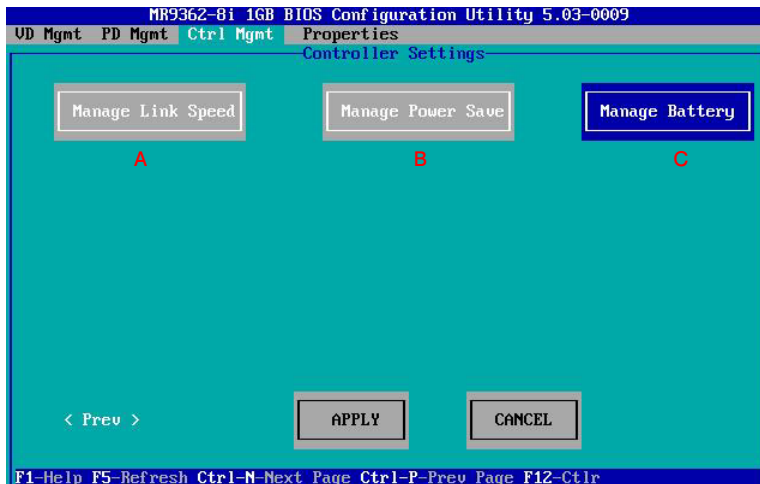 MR9362-8i 1GB BIOS Configuration Utility 5.03-0009
VD Mgmt PD Mgmt Ctrl Mgmt Properties
Controller Settings
Manage Link Speed Manage Power Save Manage Battery
A B C
< Prev > APPLY CANCEL
F1-Help F5-Refresh Ctrl-N-Next Page Ctrl-P-Prev Page F12-Ctlr